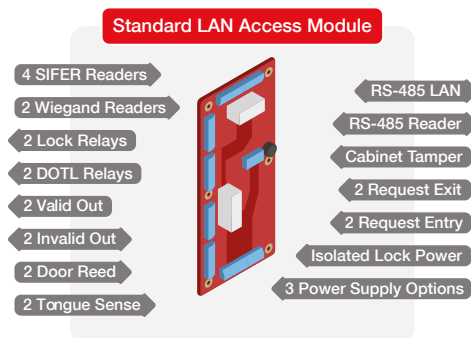 Standard LAN Access Module
4 SIFER Readers
2 Wiegand Readers
2 Lock Relays
2 DOTL Relays
2 Valid Out
2 Invalid Out
2 Door Reed
2 Tongue Sense
RS-485 LAN
RS-485 Reader
Cabinet Tamper
2 Request Exit
2 Request Entry
Isolated Lock Power
3 Power Supply Options